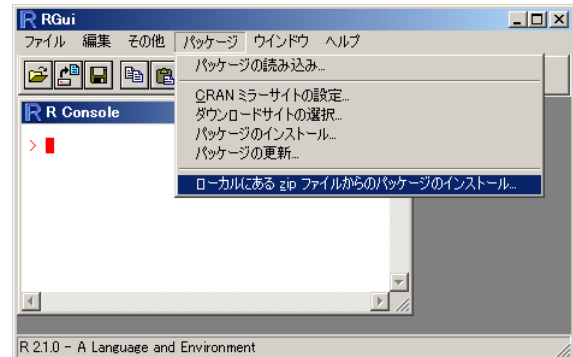 RGui
ファイル 編集 その他 パッケージ ウインドウ ヘルプ
パッケージの読み込み...
CRAN ミラーサイトの設定...
ダウンロードサイトの選択...
パッケージのインストール...
パッケージの更新...
ローカルにある zip ファイルからのパッケージのインストール...
R Console
>
R 2.1.0 - A Language and Environment